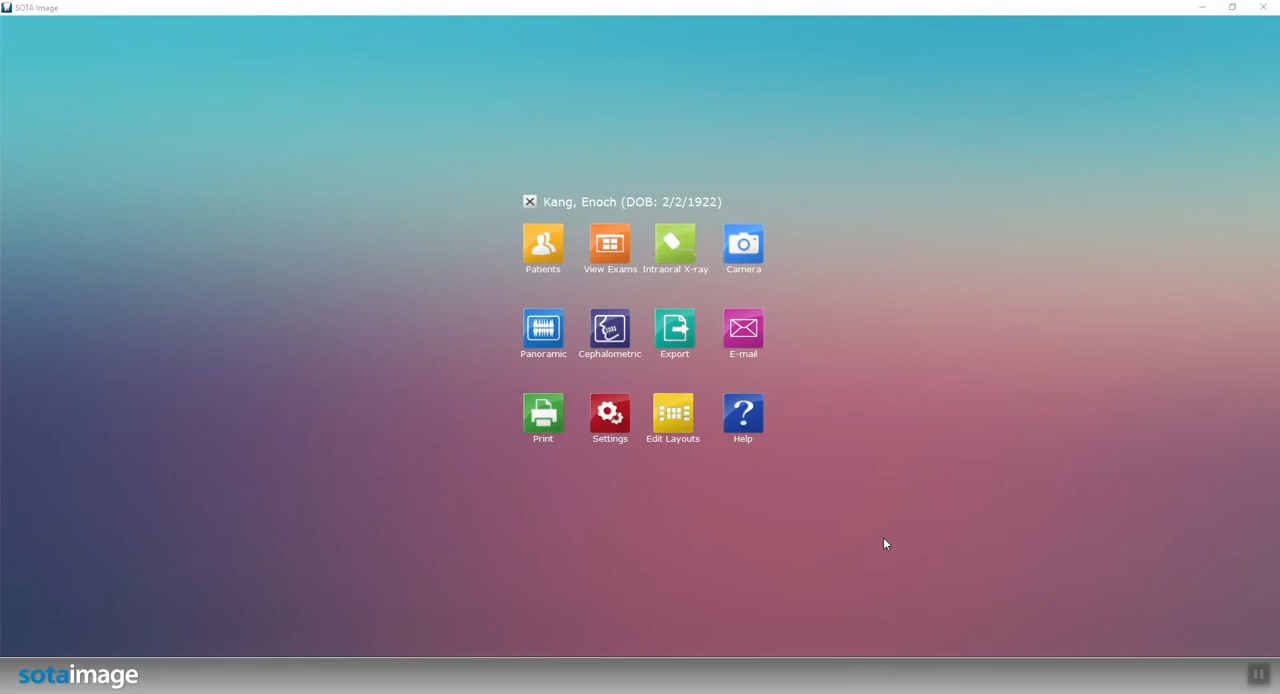 SOTA Image
Kang, Enoch (DOB: 2/2/1922)
Patients View Exams Intraoral X-ray Camera
Panoramic Cephalometric Export E-mail
Print Settings Edit Layouts Help
sotaimage